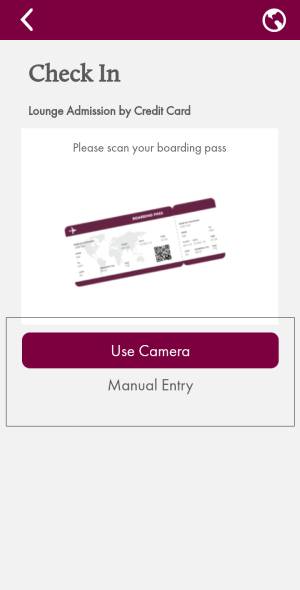 Check In
Lounge Admission by Credit Card
Please scan your boarding pass
BOARDING PASS
Use Camera
Manual Entry